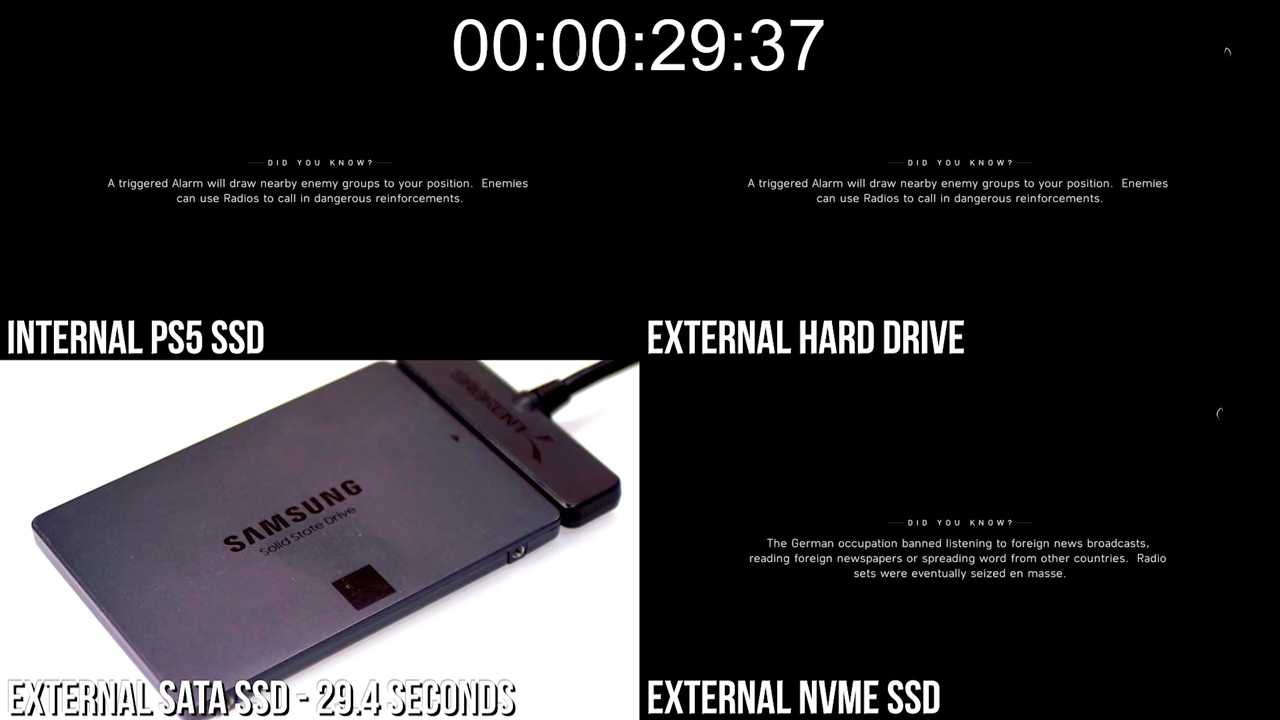 00:00:29:37
DID YOU KNOW?
A triggered Alarm will draw nearby enemy groups to your position.  Enemies
can use Radios to call in dangerous reinforcements.
INTERNAL PS5 SSD
DID YOU KNOW?
A triggered Alarm will draw nearby enemy groups to your position.  Enemies
can use Radios to call in dangerous reinforcements.
EXTERNAL HARD DRIVE
SABRENT
SAMSUNG
Solid State Drive
EXTERNAL SATA SSD - 29.4 SECONDS
DID YOU KNOW?
The German occupation banned listening to foreign news broadcasts,
reading foreign newspapers or spreading word from other countries.  Radio
sets were eventually seized en masse.
EXTERNAL NVME SSD